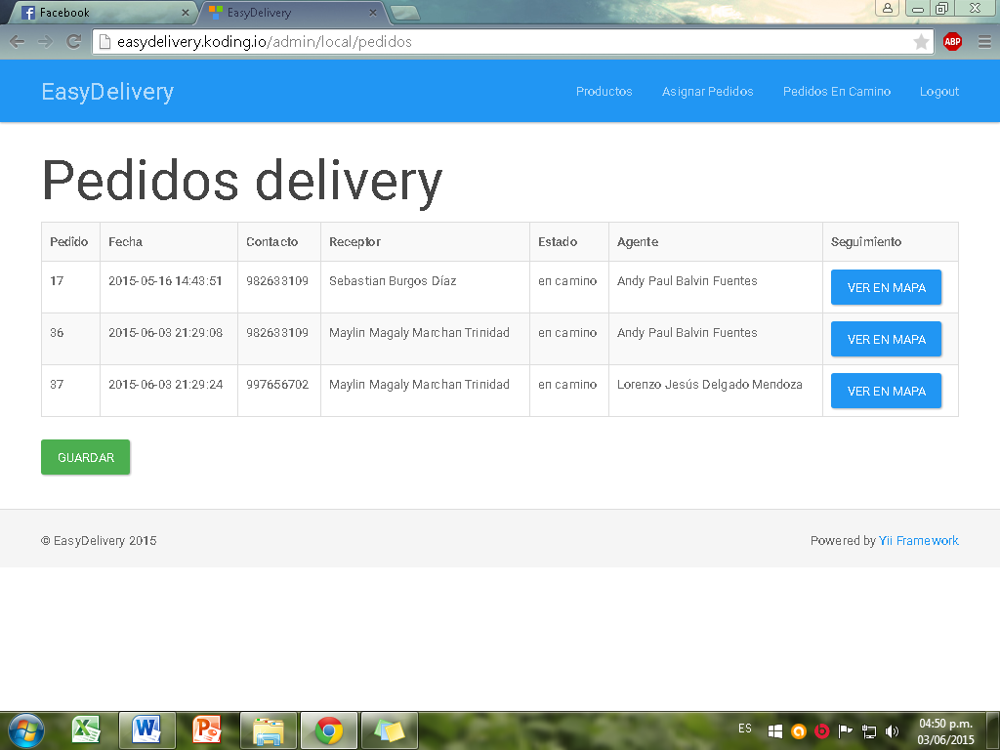 Facebook
EasyDelivery
easydelivery.koding.io/admin/local/pedidos
ABP
EasyDelivery Productos Asignar Pedidos Pedidos En Camino Logout
Pedidos delivery
Pedido Fecha Contacto Receptor Estado Agente Seguimiento
17 2015-05-16 14:43:51 982633109 Sebastian Burgos Díaz en camino Andy Paul Balvin Fuentes VER EN MAPA
36 2015-06-03 21:29:08 982633109 Maylin Magaly Marchan Trinidad en camino Andy Paul Balvin Fuentes VER EN MAPA
37 2015-06-03 21:29:24 997656702 Maylin Magaly Marchan Trinidad en camino Lorenzo Jesús Delgado Mendoza VER EN MAPA
GUARDAR
© EasyDelivery 2015 Powered by Yii Framework
ES
04:50 p.m.
03/06/2015